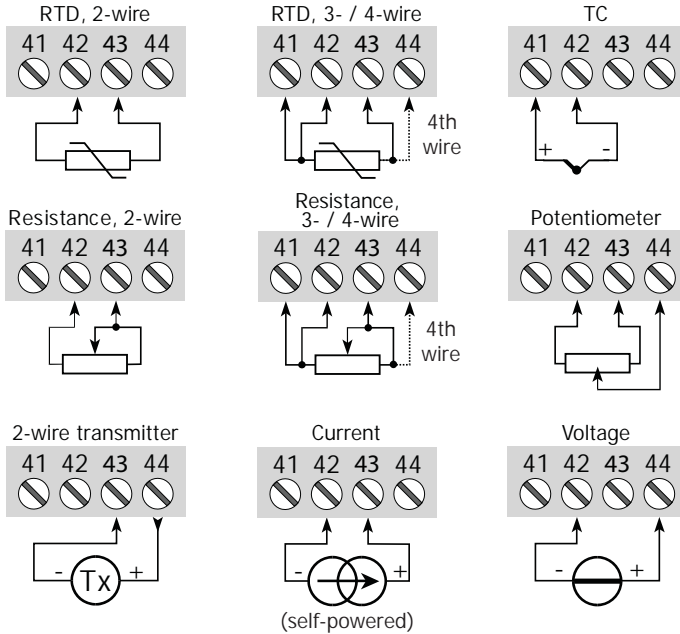 RTD, 2-wire
41 42 43 44
RTD, 3- / 4-wire
41 42 43 44
4th
wire
TC
41 42 43 44
+ -
Resistance, 2-wire
41 42 43 44
Resistance,
3- / 4-wire
41 42 43 44
4th
wire
Potentiometer
41 42 43 44
2-wire transmitter
41 42 43 44
- Tx +
Current
41 42 43 44
- +
(self-powered)
Voltage
41 42 43 44
- +